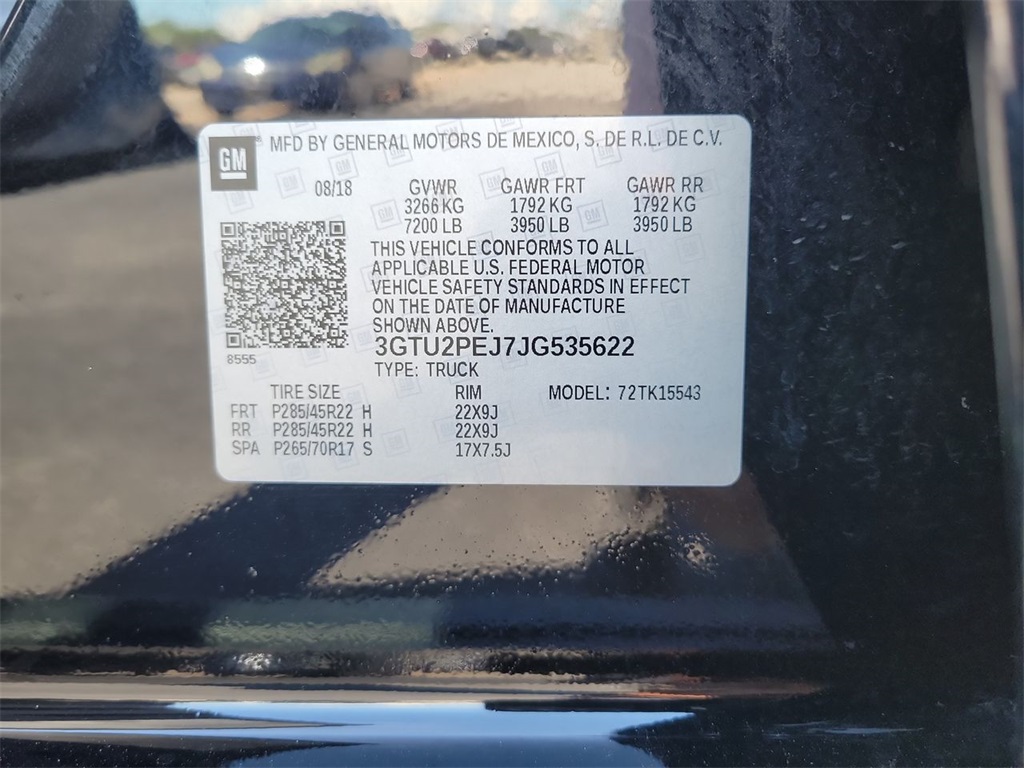 GM MFD BY GENERAL MOTORS DE MEXICO, S. DE R.L. DE C.V.
08/18 GVWR GAWR FRT GAWR RR
3266 KG 1792 KG 1792 KG
7200 LB 3950 LB 3950 LB
THIS VEHICLE CONFORMS TO ALL
APPLICABLE U.S. FEDERAL MOTOR
VEHICLE SAFETY STANDARDS IN EFFECT
ON THE DATE OF MANUFACTURE
SHOWN ABOVE.
8555
3GTU2PEJ7JG535622
TYPE: TRUCK
TIRE SIZE RIM MODEL: 72TK15543
FRT P285/45R22 H 22X9J
RR P285/45R22 H 22X9J
SPA P265/70R17 S 17X7.5J